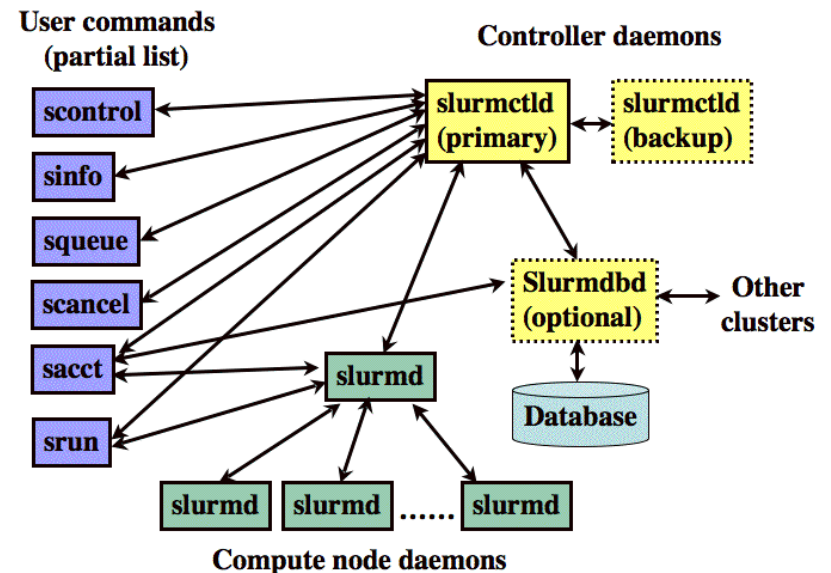 User commands
(partial list)
Controller daemons
scontrol
sinfo
squeue
scancel
sacct
srun
slurmctld
(primary)
slurmctld
(backup)
Slurmdbd
(optional)
Other
clusters
slurmd
Database
slurmd
slurmd
......
slurmd
Compute node daemons